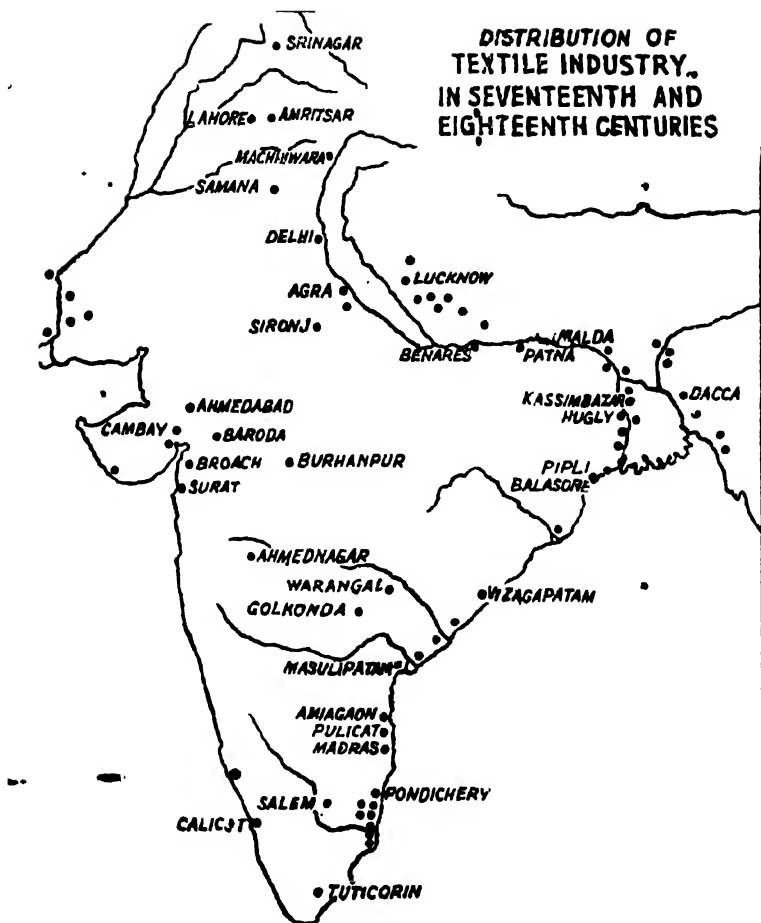 DISTRIBUTION OF
TEXTILE INDUSTRY
IN SEVENTEENTH AND
EIGHTEENTH CENTURIES
SRINAGAR
LAHORE
AMRITSAR
MACHHIWARA
SAMANA
DELHI
LUCKNOW
AGRA
SIRONJ
BENARES
PATNA
MALDA
DACCA
KASSIMBAZAR
HUGLY
AHMEDABAD
CAMBAY
BARODA
BROACH
BURHANPUR
SURAT
PIPLI
BALASORE
AHMEDNAGAR
WARANGAL
GOLKONDA
VIZAGAPATAM
MASULIPATAM
AMIAGAON
PULICAT
MADRAS
PONDICHERY
SALEM
CALICUT
TUTICORIN